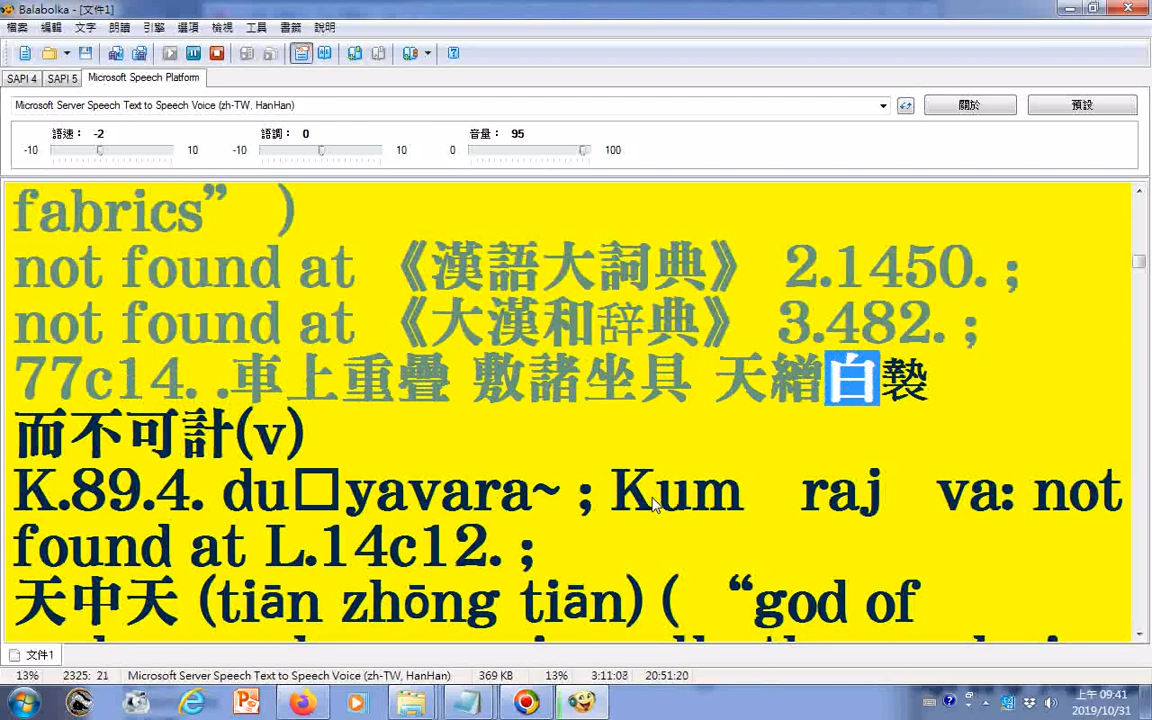 Balabolka - [文件1]
檔案 編輯 文字 朗讀 引擎 選項 檢視 工具 書籤 說明
SAPI 4 SAPI 5 Microsoft Speech Platform
Microsoft Server Speech Text to Speech Voice (zh-TW, HanHan) 關於 預設
語速： -2 語調： 0 音量： 95
-10 10 -10 10 0 100
fabrics” )
not found at 《漢語大詞典》 2.1450. ;
not found at 《大漢和辞典》 3.482. ;
77c14. .車上重疊 敷諸坐具 天繒白褺
而不可計(v)
K.89.4. du□yavara~ ; Kum raj va: not
found at L.14c12. ;
天中天 (tiān zhōng tiān) ( “god of
文件1
13% 2325: 21 Microsoft Server Speech Text to Speech Voice (zh-TW, HanHan) 369 KB 13% 3:11:03 20:51:20
上午 09:41
2019/10/31